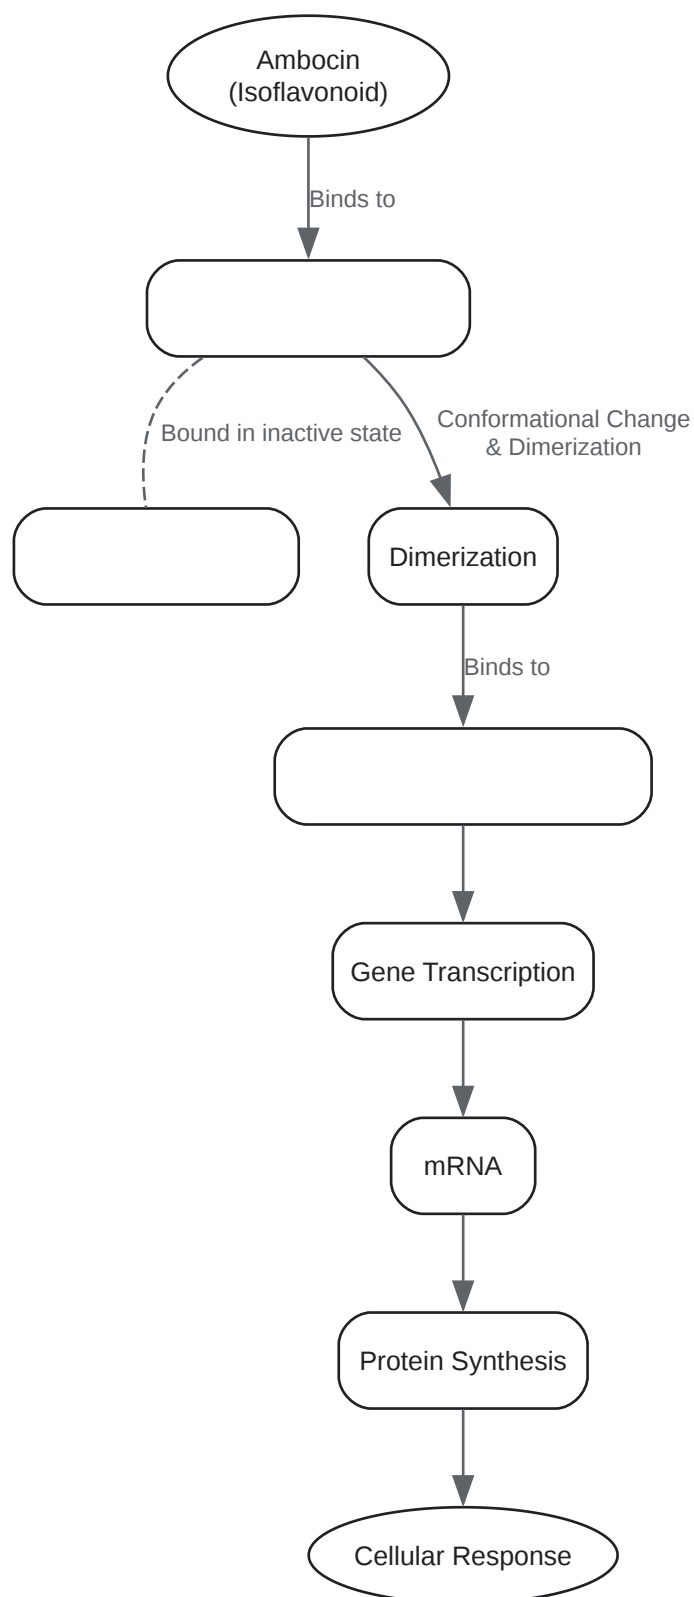 Ambocin
(Isoflavonoid)
Binds to
Bound in inactive state
Conformational Change
& Dimerization
Dimerization
Binds to
Gene Transcription
mRNA
Protein Synthesis
Cellular Response